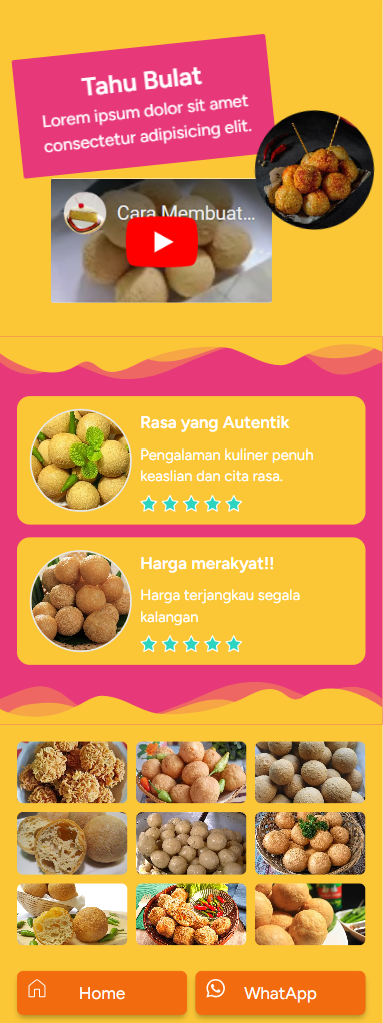 Tahu Bulat
Lorem ipsum dolor sit amet
consectetur adipisicing elit.
Cara Membuat...
Rasa yang Autentik
Pengalaman kuliner penuh
keaslian dan cita rasa.
Harga merakyat!!
Harga terjangkau segala
kalangan
Home
WhatApp